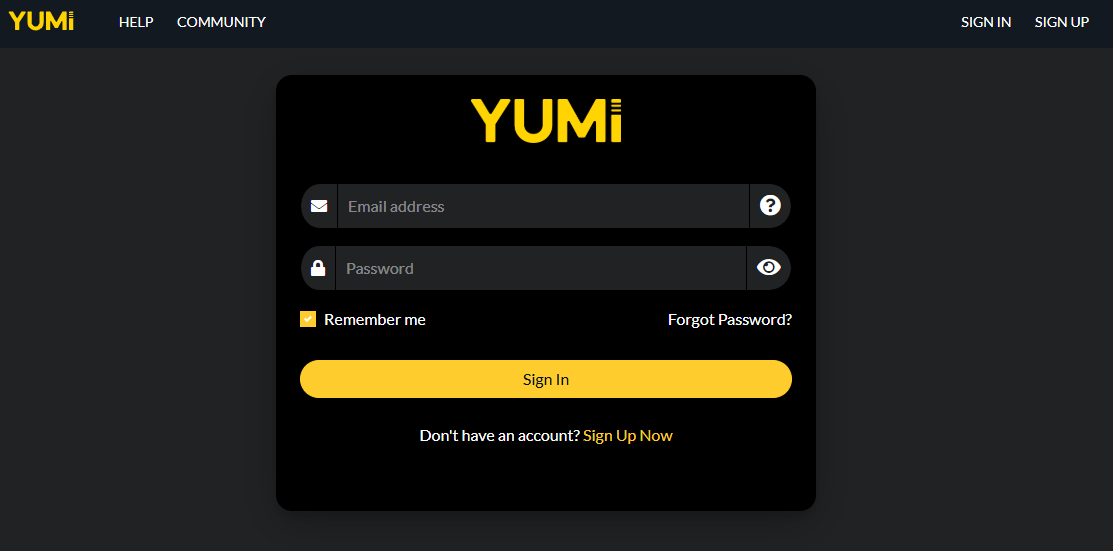 YUMi
HELP
COMMUNITY
SIGN IN
SIGN UP
YUMi
Email address
Password
Remember me
Forgot Password?
Sign In
Don't have an account? Sign Up Now